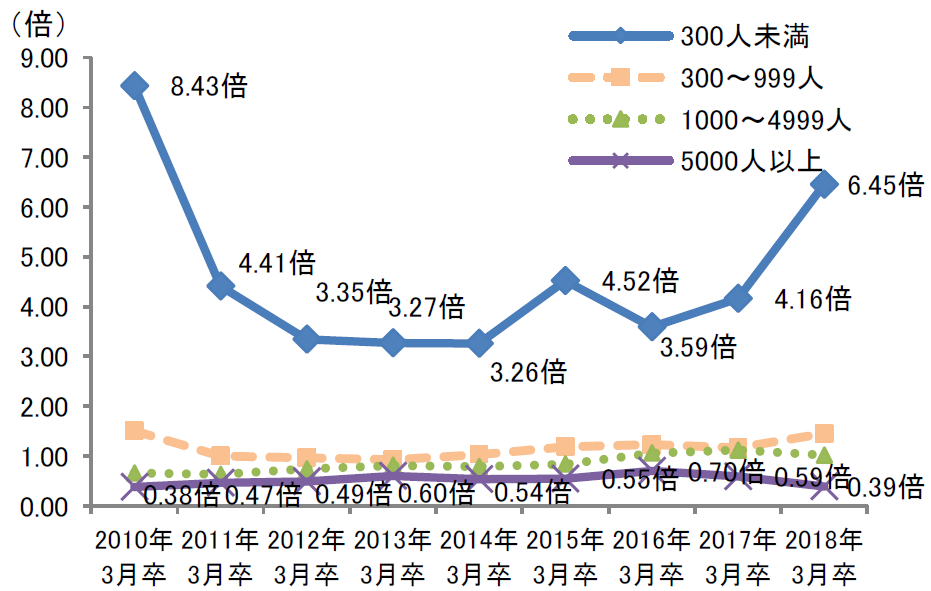 （倍）
300人未満
300～999人
1000～4999人
5000人以上
9.00
8.00
7.00
6.00
5.00
4.00
3.00
2.00
1.00
0.00
8.43倍
4.41倍
3.35倍
3.27倍
3.26倍
4.52倍
3.59倍
4.16倍
6.45倍
0.38倍
0.47倍
0.49倍
0.60倍
0.54倍
0.55倍
0.70倍
0.59倍
0.39倍
2010年 2011年 2012年 2013年 2014年 2015年 2016年 2017年 2018年
3月卒 3月卒 3月卒 3月卒 3月卒 3月卒 3月卒 3月卒 3月卒